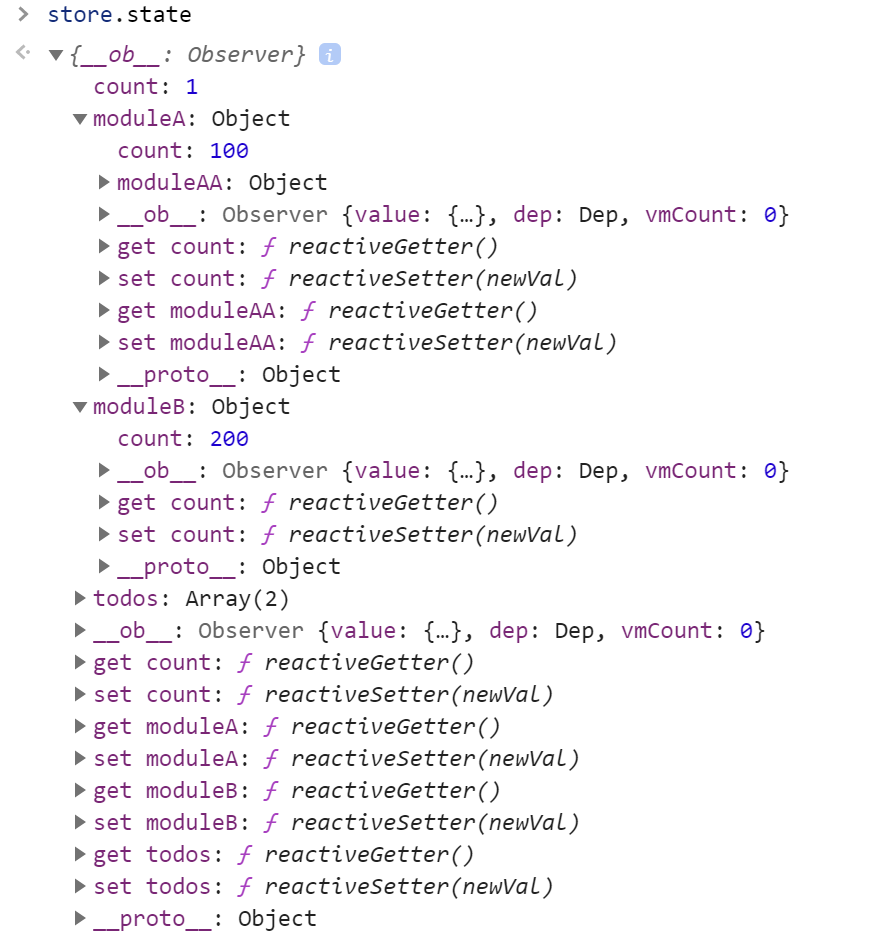 > store.state
{__ob__: Observer} i
count: 1
moduleA: Object
count: 100
moduleAA: Object
__ob__: Observer {value: {…}, dep: Dep, vmCount: 0}
get count: ƒ reactiveGetter()
set count: ƒ reactiveSetter(newVal)
get moduleAA: ƒ reactiveGetter()
set moduleAA: ƒ reactiveSetter(newVal)
__proto__: Object
moduleB: Object
count: 200
__ob__: Observer {value: {…}, dep: Dep, vmCount: 0}
get count: ƒ reactiveGetter()
set count: ƒ reactiveSetter(newVal)
__proto__: Object
todos: Array(2)
__ob__: Observer {value: {…}, dep: Dep, vmCount: 0}
get count: ƒ reactiveGetter()
set count: ƒ reactiveSetter(newVal)
get moduleA: ƒ reactiveGetter()
set moduleA: ƒ reactiveSetter(newVal)
get moduleB: ƒ reactiveGetter()
set moduleB: ƒ reactiveSetter(newVal)
get todos: ƒ reactiveGetter()
set todos: ƒ reactiveSetter(newVal)
__proto__: Object